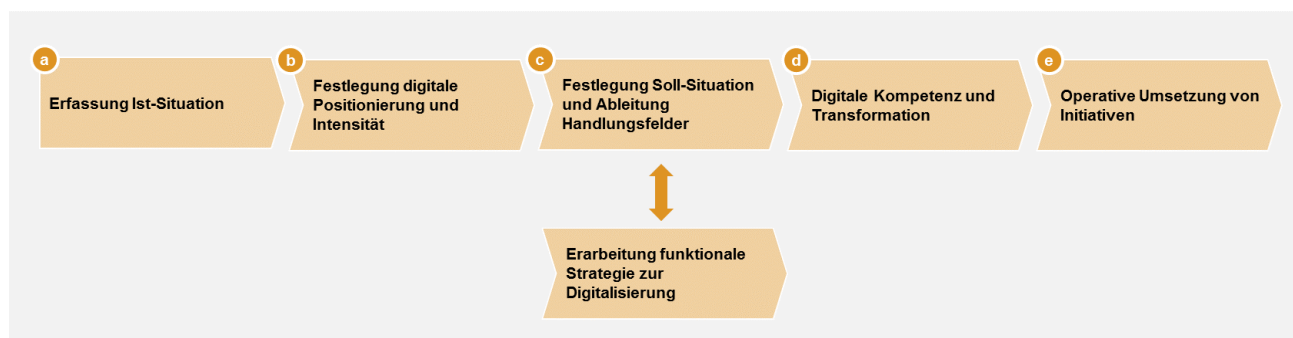 a
Erfassung Ist-Situation
b
Festlegung digitale
Positionierung und
Intensität
c
Festlegung Soll-Situation
und Ableitung
Handlungsfelder
d
Digitale Kompetenz und
Transformation
e
Operative Umsetzung von
Initiativen
Erarbeitung funktionale
Strategie zur
Digitalisierung